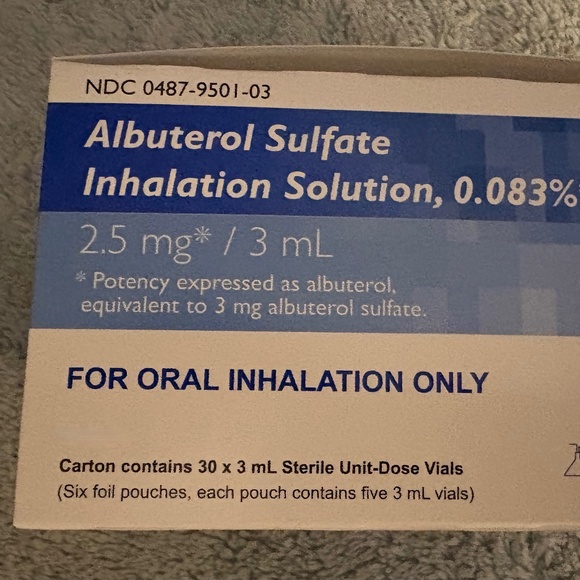 NDC 0487-9501-03
Albuterol Sulfate
Inhalation Solution, 0.083%
2.5 mg* / 3 mL
* Potency expressed as albuterol,
equivalent to 3 mg albuterol sulfate.
FOR ORAL INHALATION ONLY
Carton contains 30 x 3 mL Sterile Unit-Dose Vials
(Six foil pouches, each pouch contains five 3 mL vials)